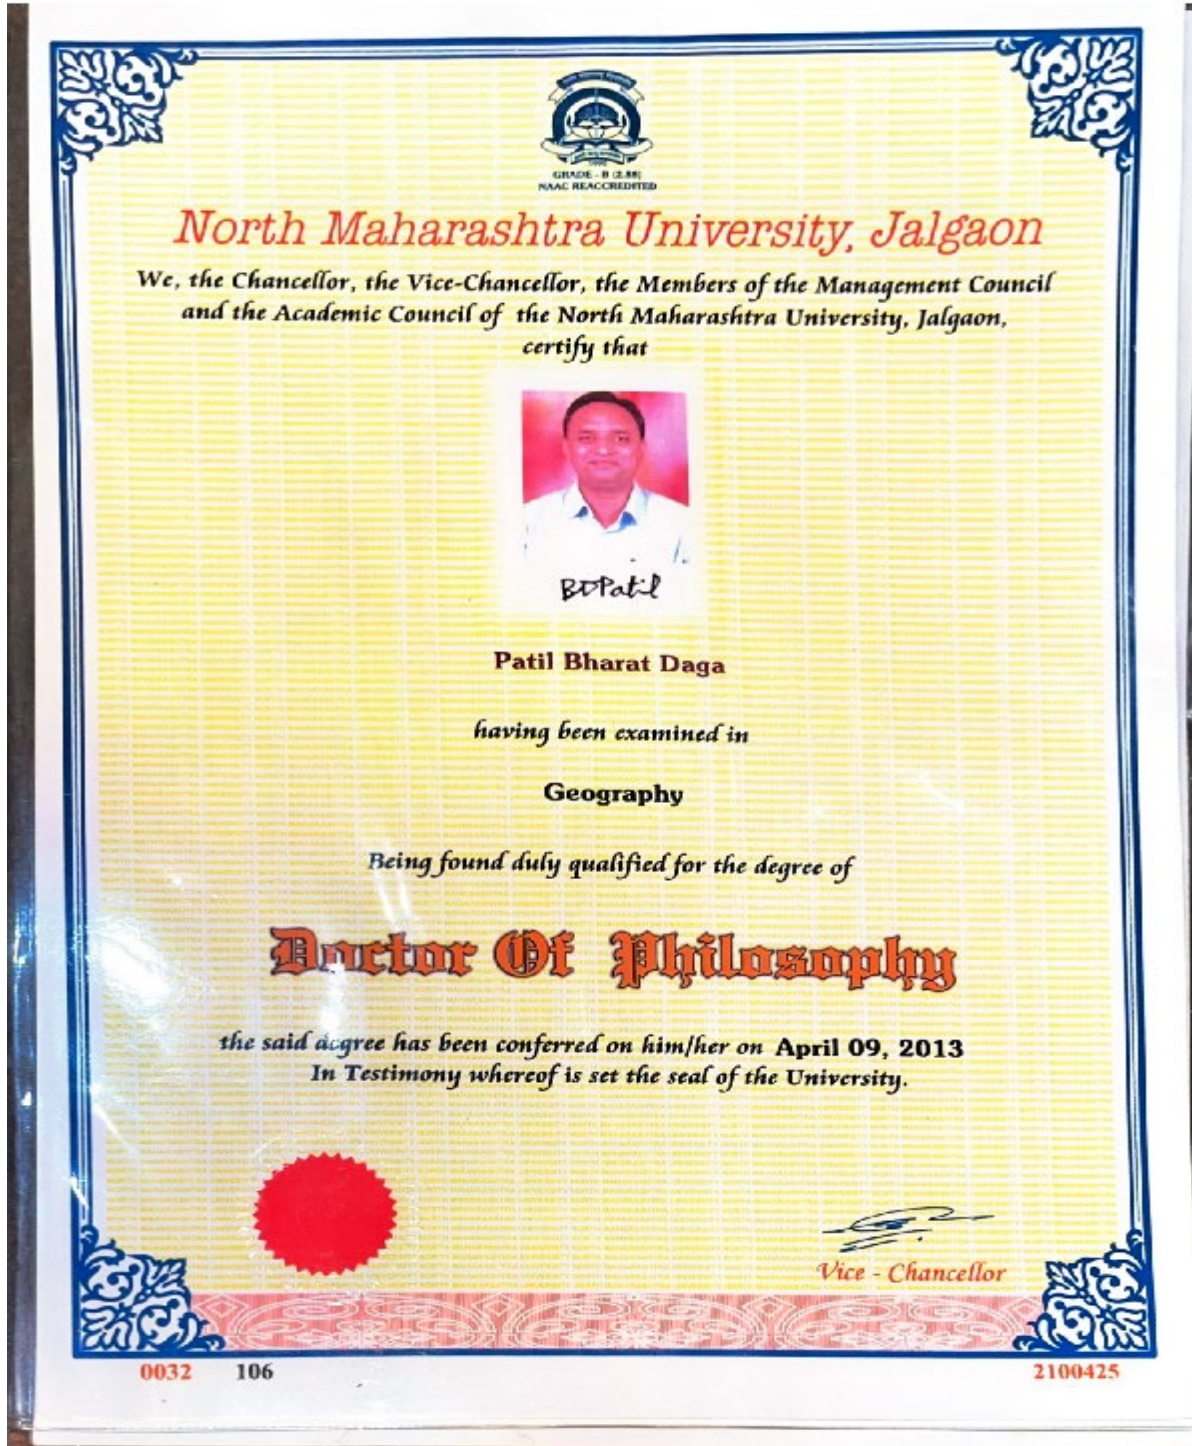 GRADE - B (2.88)
NAAC REACCREDITED
North Maharashtra University, Jalgaon
We, the Chancellor, the Vice-Chancellor, the Members of the Management Council
and the Academic Council of the North Maharashtra University, Jalgaon,
certify that
BDPatil
Patil Bharat Daga
having been examined in
Geography
Being found duly qualified for the degree of
Doctor Of Philosophy
the said degree has been conferred on him/her on April 09, 2013
In Testimony whereof is set the seal of the University.
Vice - Chancellor
0032 106 2100425